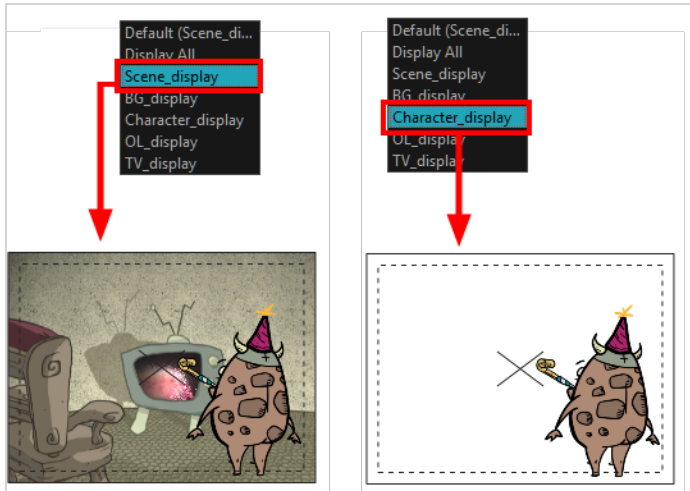 Default (Scene_di...
Display All
Scene_display
BG_display
Character_display
OL_display
TV_display
Default (Scene_di...
Display All
Scene_display
BG_display
Character_display
OL_display
TV_display